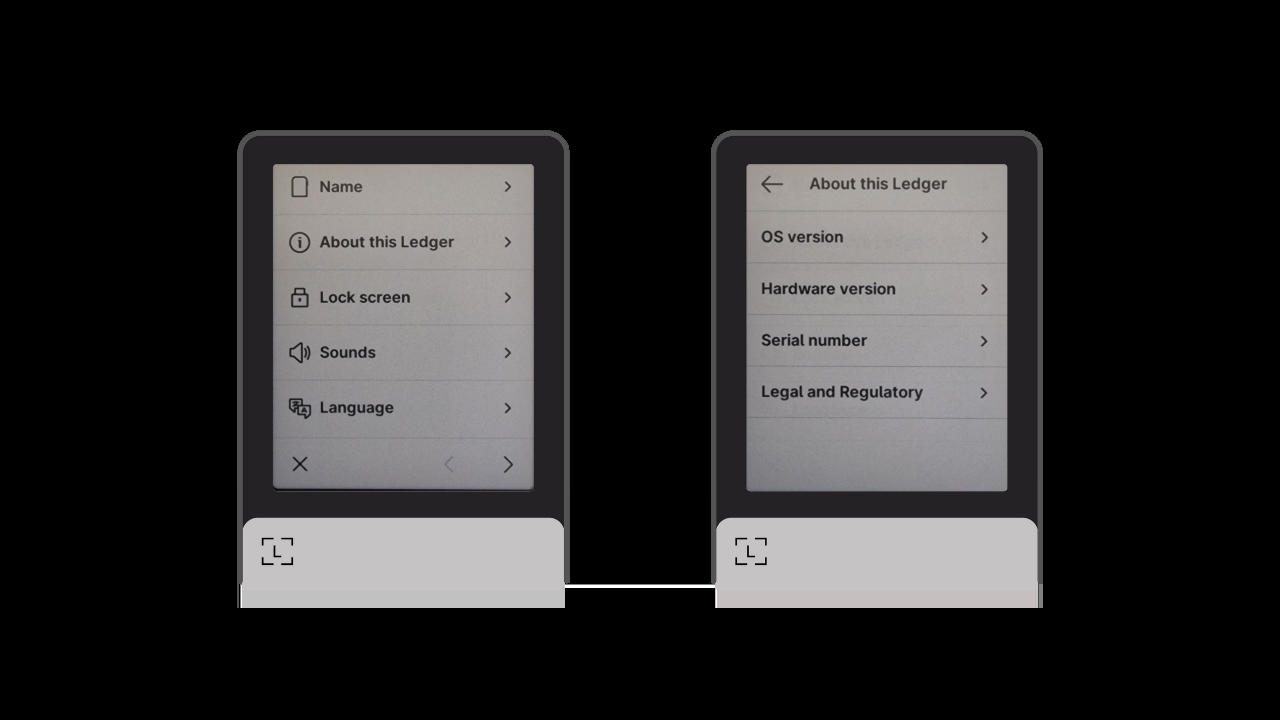 Name
About this Ledger
Lock screen
Sounds
Language
L
About this Ledger
OS version
Hardware version
Serial number
Legal and Regulatory
L